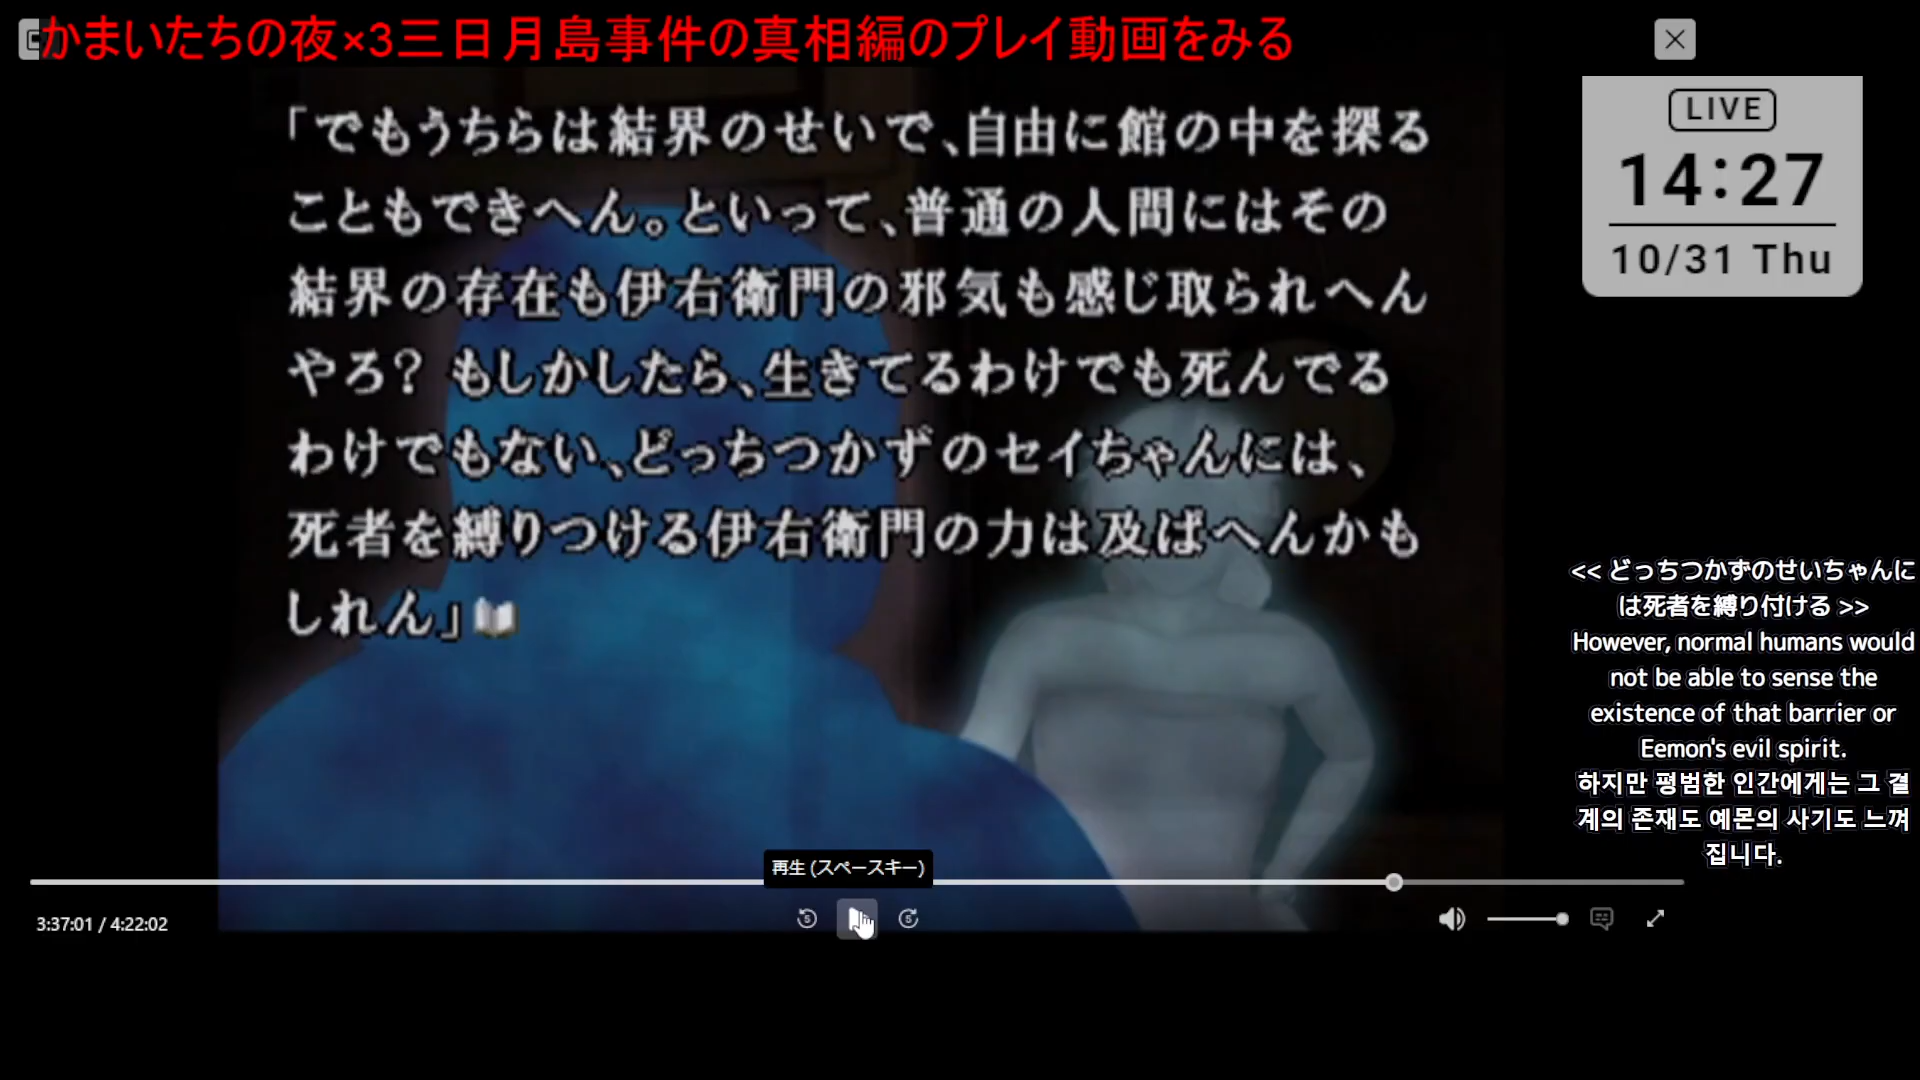 かまいたちの夜×3三日月島事件の真相編のプレイ動画をみる
LIVE
14:27
10/31 Thu
「でもうちらは結界のせいで、自由に館の中を探る
こともできへん。といって、普通の人間にはその
結界の存在も伊右衛門の邪気も感じ取られへん
やろ? もしかしたら、生きてるわけでも死んでる
わけでもない、どっちつかずのセイちゃんには、
死者を縛りつける伊右衛門の力は及ばへんかも
しれん」
<< どっちつかずのせいちゃんに
は死者を縛り付ける >>
However, normal humans would
not be able to sense the
existence of that barrier or
Eemon's evil spirit.
하지만 평범한 인간에게는 그 결
계의 존재도 예몬의 사기도 느껴
집니다.
再生 (スペースキー)
3:37:01 / 4:22:02
5
5